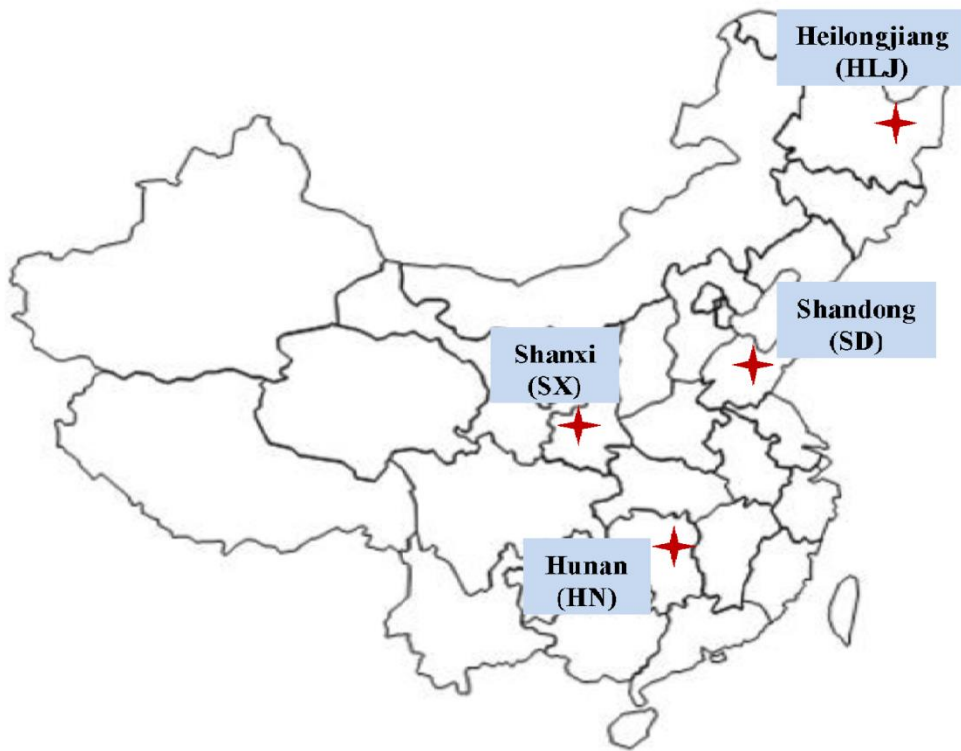 Heilongjiang
(HLJ)
Shandong
(SD)
Shanxi
(SX)
Hunan
(HN)